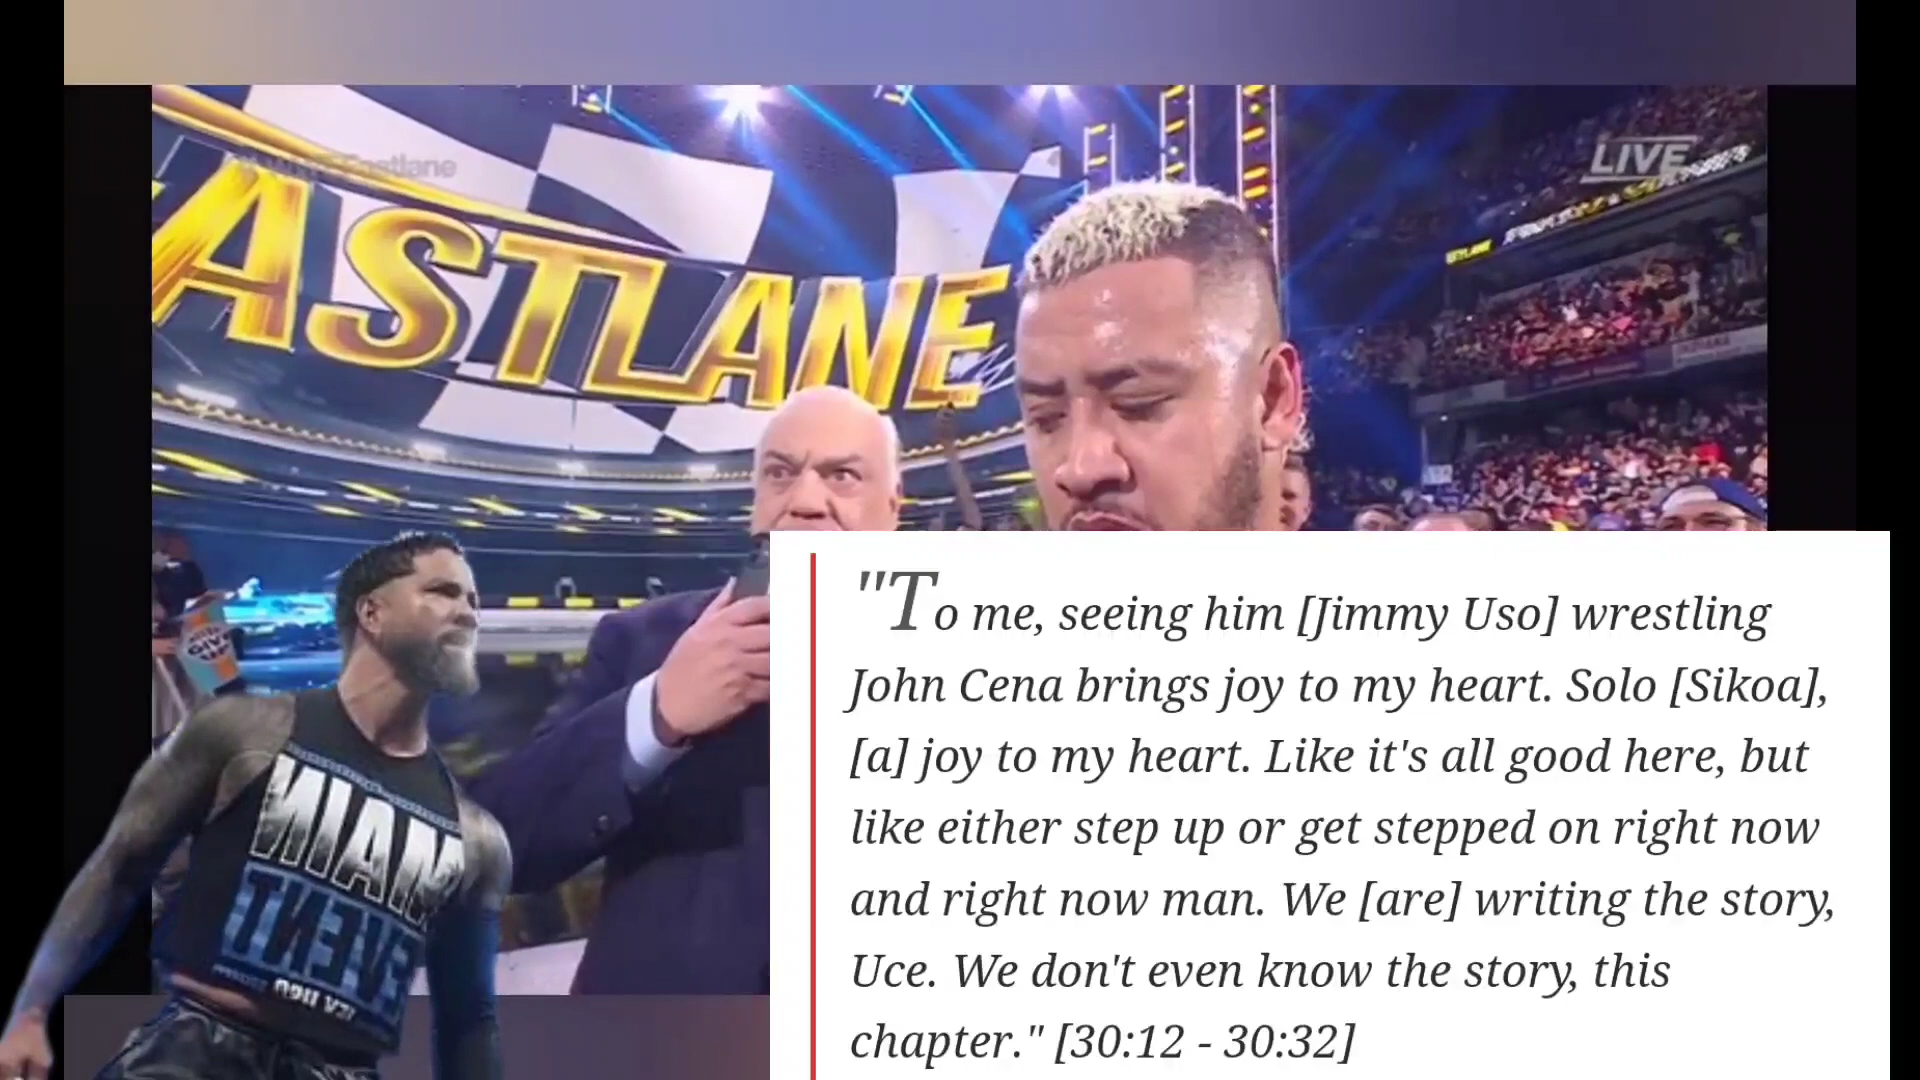 LIVE
WWEFastlane
ASTLANE
"To me, seeing him [Jimmy Uso] wrestling
John Cena brings joy to my heart. Solo [Sikoa],
[a] joy to my heart. Like it's all good here, but
like either step up or get stepped on right now
and right now man. We [are] writing the story,
Uce. We don't even know the story, this
chapter." [30:12 - 30:32]
MAIN
EVENT